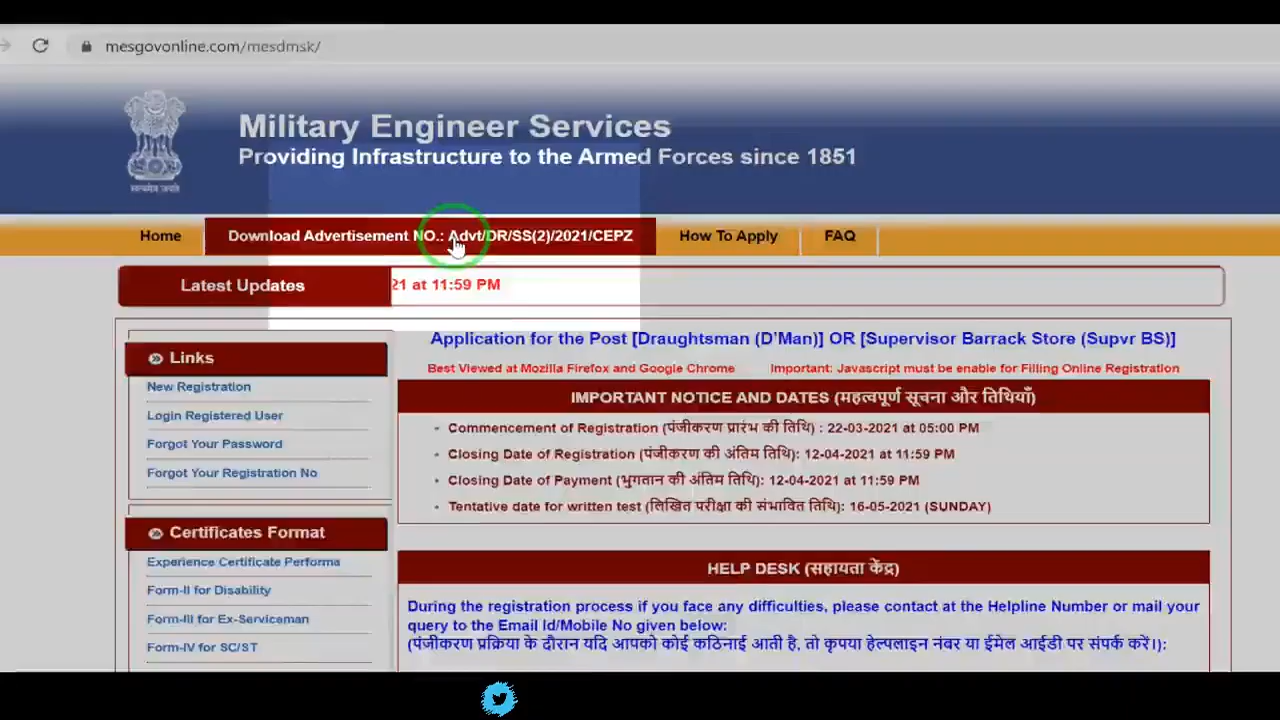 mesgovonline.com/mesdmsk/
Military Engineer Services
Providing Infrastructure to the Armed Forces since 1851
सत्यमेव जयते
Home
Download Advertisement NO.: Advt/DR/SS(2)/2021/CEPZ
How To Apply
FAQ
Latest Updates
21 at 11:59 PM
Links
New Registration
Login Registered User
Forgot Your Password
Forgot Your Registration No
Certificates Format
Experience Certificate Performa
Form-II for Disability
Form-III for Ex-Serviceman
Form-IV for SC/ST
Application for the Post [Draughtsman (D'Man)] OR [Supervisor Barrack Store (Supvr BS)]
Best Viewed at Mozilla Firefox and Google Chrome
Important: Javascript must be enable for Filling Online Registration
IMPORTANT NOTICE AND DATES (महत्वपूर्ण सूचना और तिथियाँ)
Commencement of Registration (पंजीकरण प्रारंभ की तिथि) : 22-03-2021 at 05:00 PM
Closing Date of Registration (पंजीकरण की अंतिम तिथि): 12-04-2021 at 11:59 PM
Closing Date of Payment (भुगतान की अंतिम तिथि): 12-04-2021 at 11:59 PM
Tentative date for written test (लिखित परीक्षा की संभावित तिथि): 16-05-2021 (SUNDAY)
HELP DESK (सहायता केंद्र)
During the registration process if you face any difficulties, please contact at the Helpline Number or mail your
query to the Email Id/Mobile No given below:
(पंजीकरण प्रक्रिया के दौरान यदि आपको कोई कठिनाई आती है, तो कृपया हेल्पलाइन नंबर या ईमेल आईडी पर संपर्क करें।):